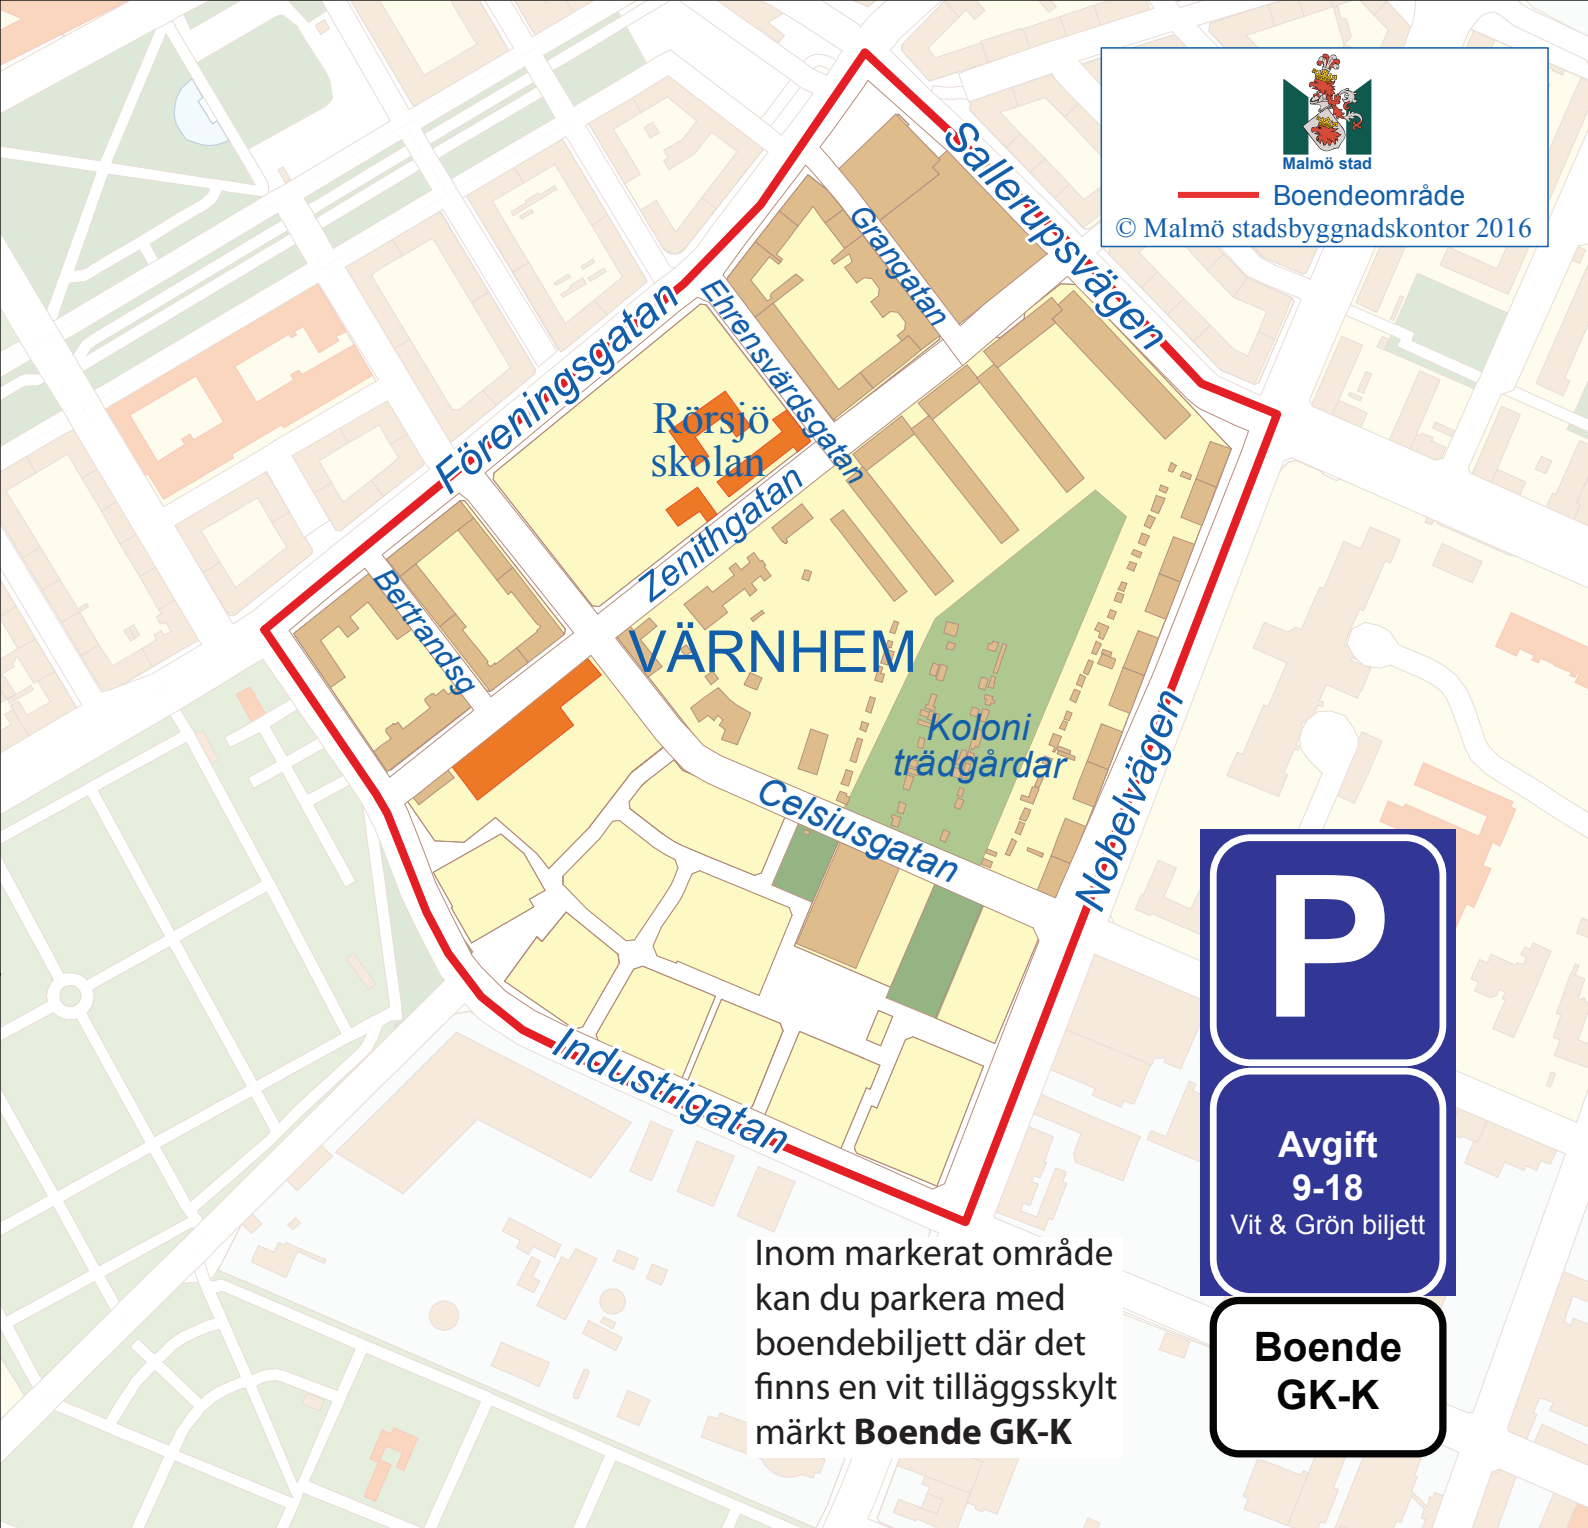 Malmö stad
Boendeområde
© Malmö stadsbyggnadskontor 2016
Sallerupsvägen
Grangatan
Ehrensvärdsgatan
Föreningsgatan
Rörsjö
skolan
Zenithgatan
Bertrandsg
VÄRNHEM
Koloni
trädgårdar
Celsiusgatan
Nobelvägen
Industrigatan
P
Avgift
9-18
Vit & Grön biljett
Boende
GK-K
Inom markerat område
kan du parkera med
boendebiljett där det
finns en vit tilläggsskylt
märkt Boende GK-K